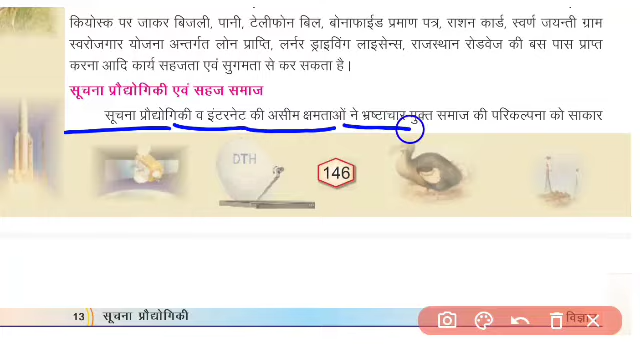 कियोस्क पर जाकर बिजली, पानी, टेलीफोन बिल, बोनाफाईड प्रमाण पत्र, राशन कार्ड, स्वर्ण जयन्ती ग्राम
स्वरोजगार योजना अन्तर्गत लोन प्राप्ति, लर्नर ड्राइविंग लाइसेन्स, राजस्थान रोडवेज की बस पास प्राप्त
करना आदि कार्य सहजता एवं सुगमता से कर सकता है।
सूचना प्रौद्योगिकी एवं सहज समाज
सूचना प्रौद्योगिकी व इंटरनेट की असीम क्षमताओं ने भ्रष्टाचार मुक्त समाज की परिकल्पना को साकार
DTH
146
13 सूचना प्रौद्योगिकी
विज्ञान